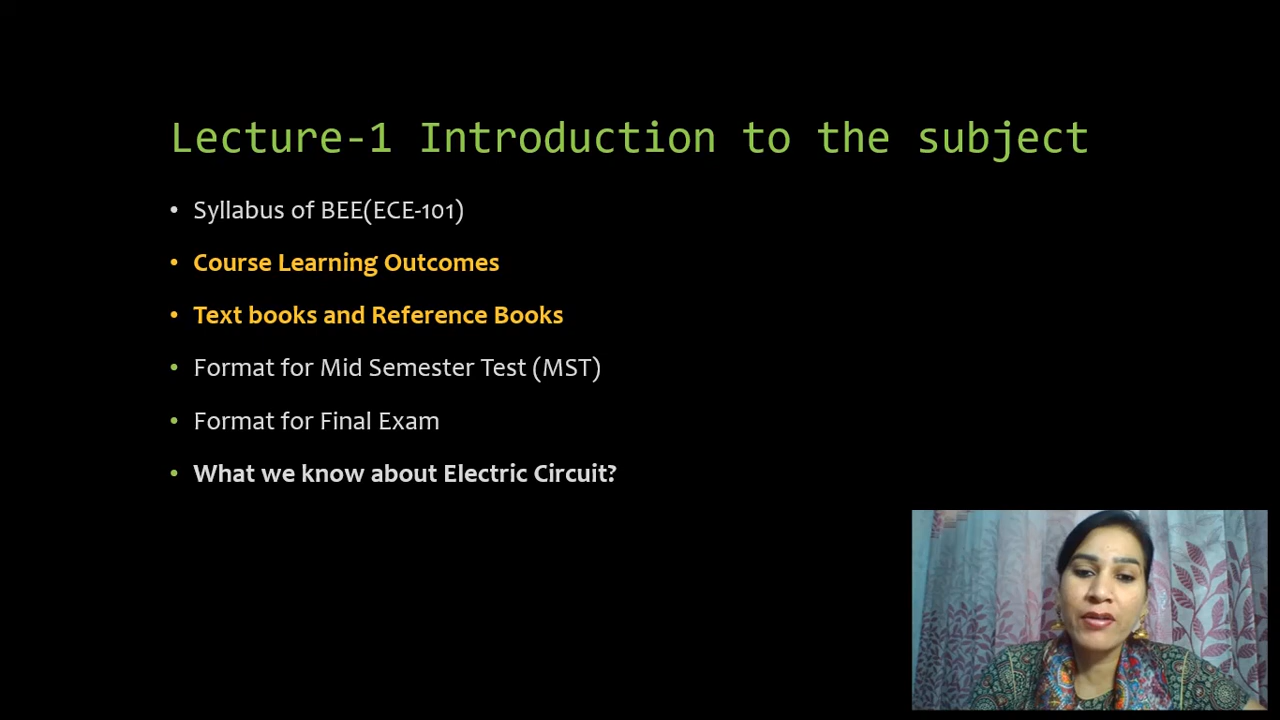 Lecture-1 Introduction to the subject
• Syllabus of BEE(ECE-101)
• Course Learning Outcomes
• Text books and Reference Books
• Format for Mid Semester Test (MST)
• Format for Final Exam
• What we know about Electric Circuit?